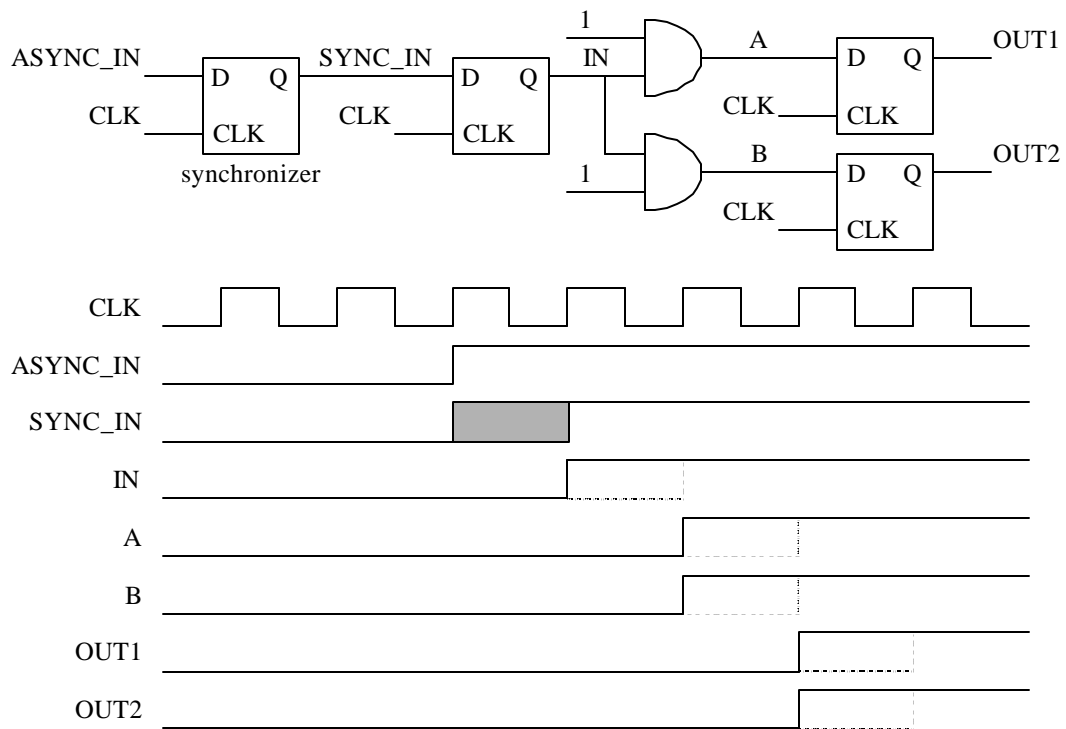 1
ASYNC_IN
D Q
SYNC_IN
D Q
IN
A
D Q
OUT1
CLK
CLK
CLK
CLK
CLK
CLK
synchronizer
1
B
D Q
OUT2
CLK
CLK
CLK
ASYNC_IN
SYNC_IN
IN
A
B
OUT1
OUT2